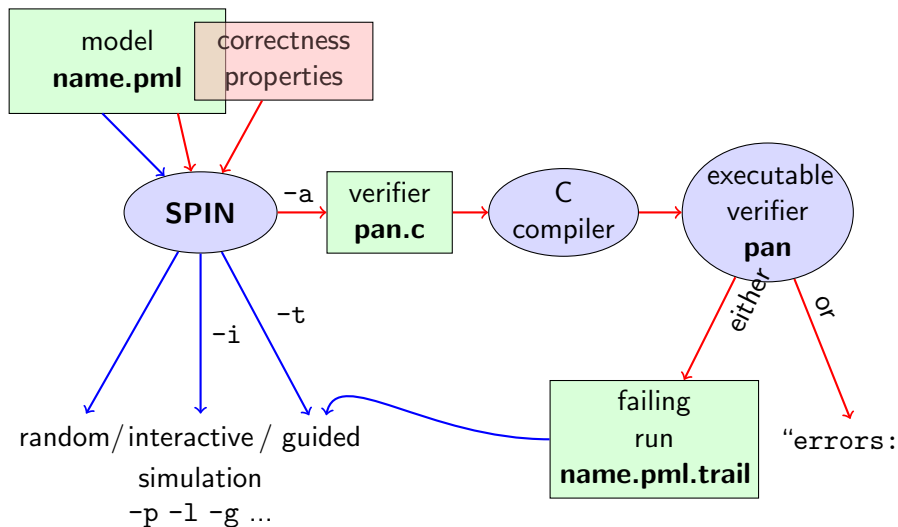 model
name.pml
correctness
properties
SPIN
-a
verifier
pan.c
C
compiler
executable
verifier
pan
either
or
-i
-t
random/interactive/ guided
simulation
-p -l -g ...
failing
run
name.pml.trail
“errors: